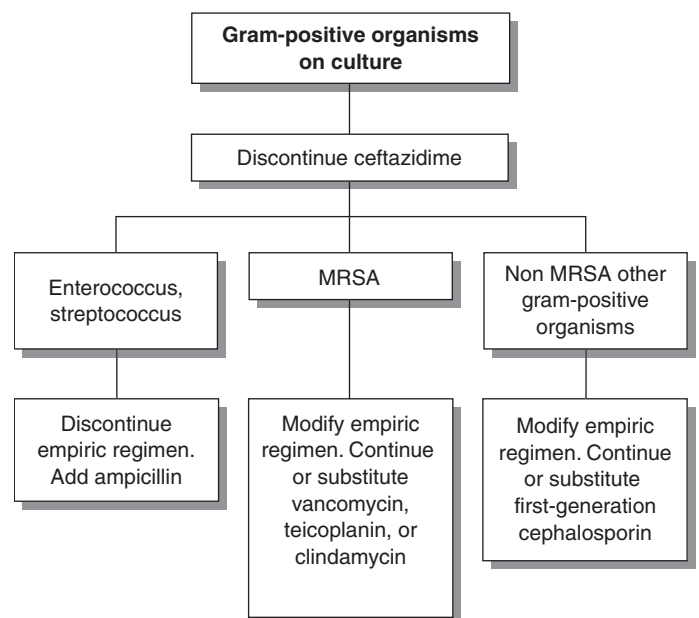 Gram-positive organisms
on culture
Discontinue ceftazidime
Enterococcus,
streptococcus
MRSA
Non MRSA other
gram-positive
organisms
Discontinue
empiric regimen.
Add ampicillin
Modify empiric
regimen. Continue
or substitute
vancomycin,
teicoplanin, or
clindamycin
Modify empiric
regimen. Continue
or substitute
first-generation
cephalosporin